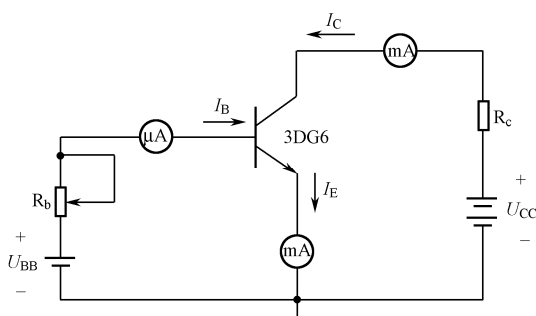 I_C
mA
I_B
μA
3DG6
R_c
R_b
I_E
+
U_CC
−
+
U_BB
−
mA